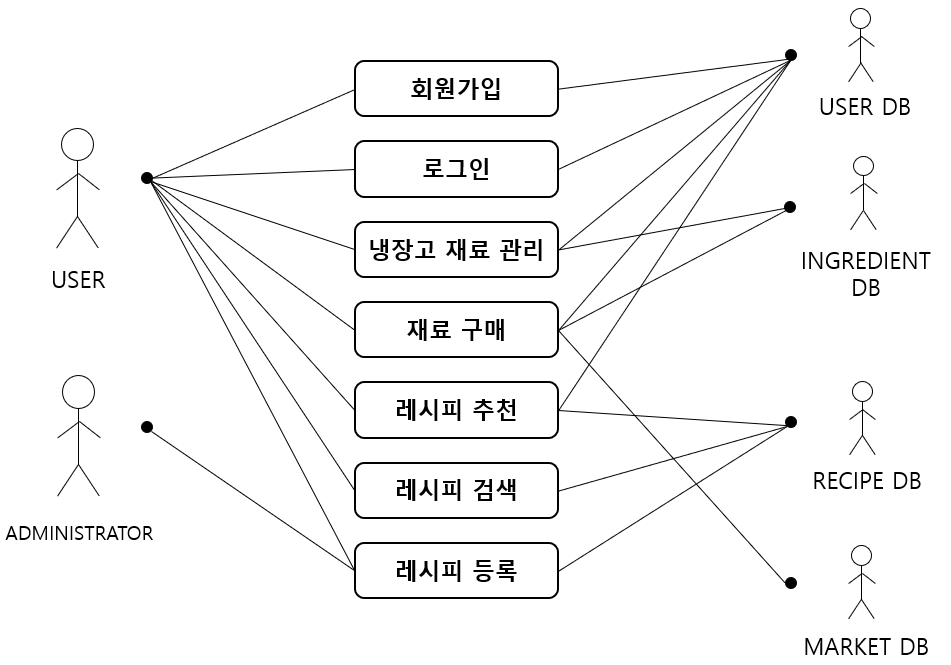 USER
ADMINISTRATOR
회원가입
로그인
냉장고 재료 관리
재료 구매
레시피 추천
레시피 검색
레시피 등록
USER DB
INGREDIENT
DB
RECIPE DB
MARKET DB